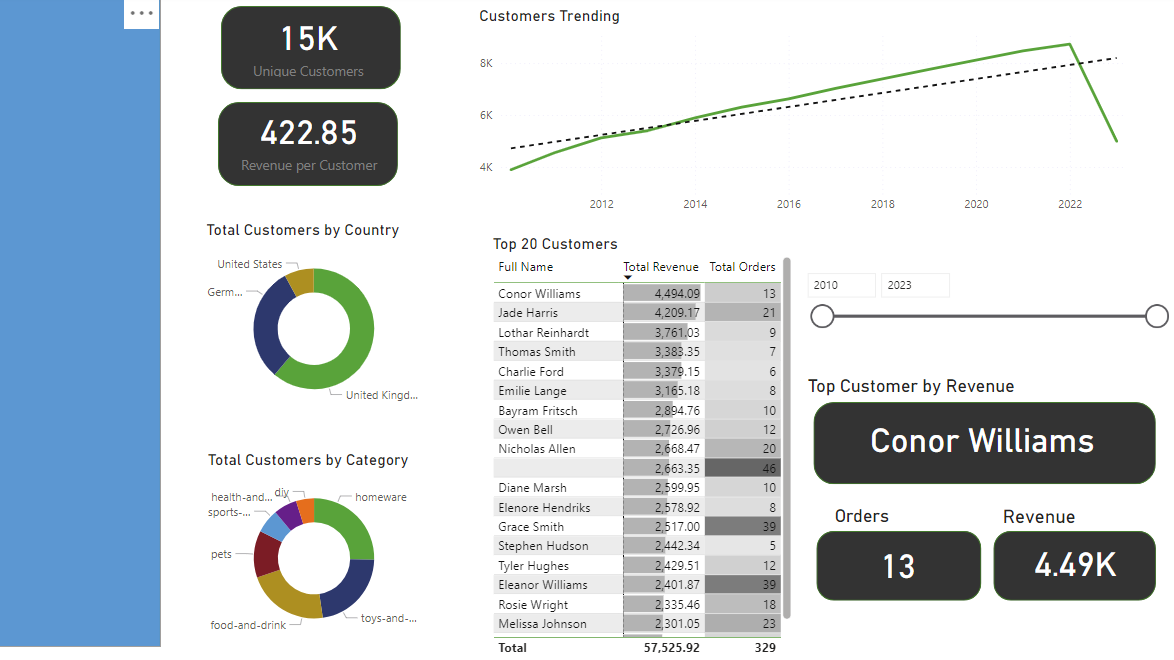 15K
Unique Customers
422.85
Revenue per Customer
Customers Trending
8K
6K
4K
2012 2014 2016 2018 2020 2022
Total Customers by Country
United States
Germ...
United Kingd...
Total Customers by Category
health-and...
diy
homeware
sports-...
pets
food-and-drink
toys-and-...
Top 20 Customers
Full Name Total Revenue Total Orders
Conor Williams 4,494.09 13
Jade Harris 4,209.17 21
Lothar Reinhardt 3,761.03 9
Thomas Smith 3,383.35 7
Charlie Ford 3,379.15 6
Emilie Lange 3,165.18 8
Bayram Fritsch 2,894.76 10
Owen Bell 2,726.96 12
Nicholas Allen 2,668.47 20
2,663.35 46
Diane Marsh 2,599.95 10
Elenore Hendriks 2,578.92 8
Grace Smith 2,517.00 39
Stephen Hudson 2,442.34 5
Tyler Hughes 2,429.51 12
Eleanor Williams 2,401.87 39
Rosie Wright 2,335.46 18
Melissa Johnson 2,301.05 23
Total 57,525.92 329
2010 2023
Top Customer by Revenue
Conor Williams
Orders
13
Revenue
4.49K